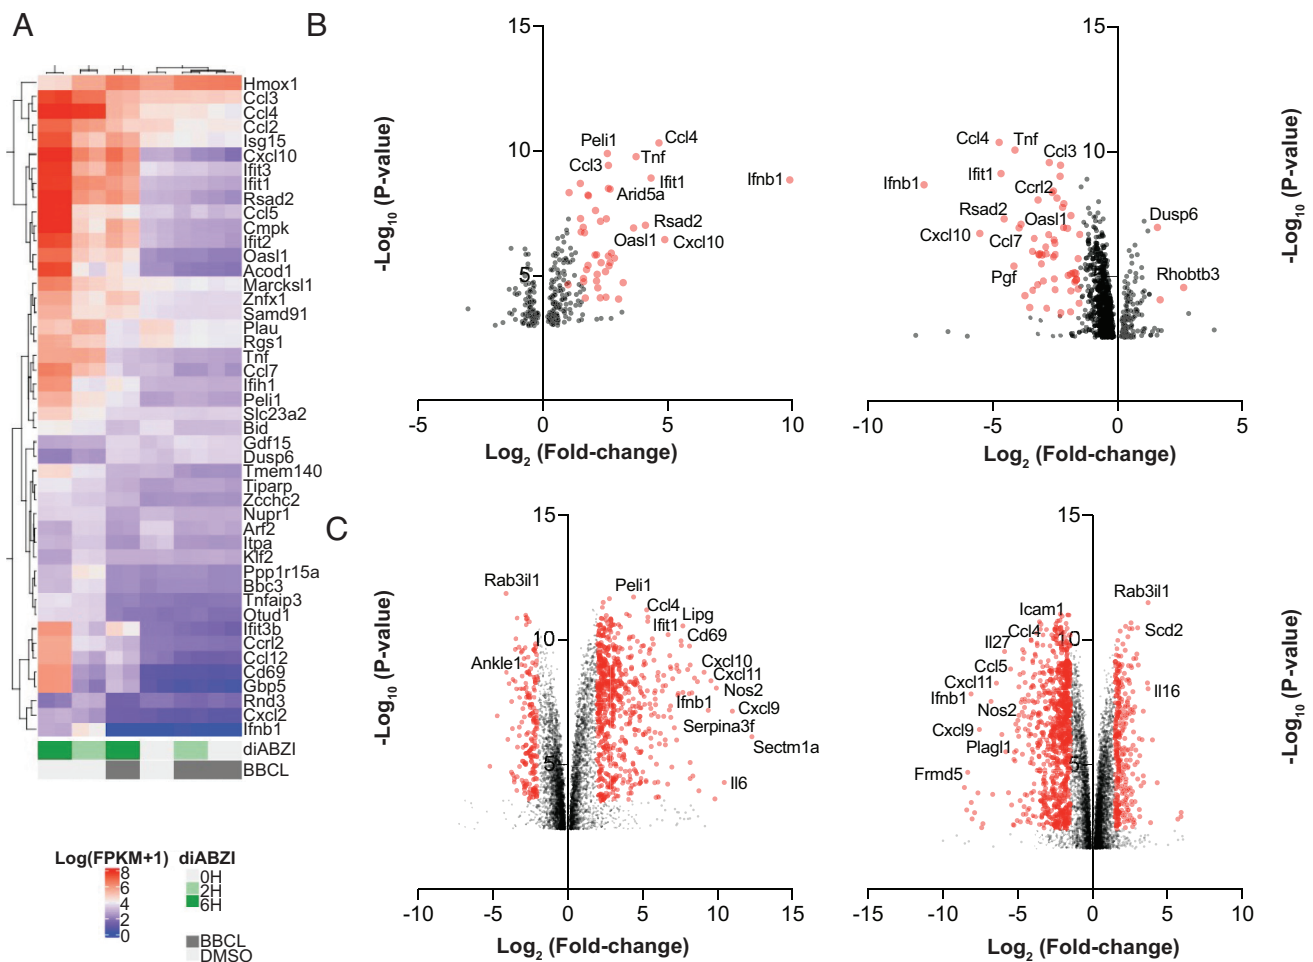 A
Hmox1
Ccl3
Ccl4
Ccl2
Isg15
Cxcl10
Ifit3
Ifit1
Rsad2
Ccl5
Cmpk
Ifit2
Oasl1
Acod1
Marcksl1
Znfx1
Samd91
Plau
Rgs1
Tnf
Ccl7
Ifih1
Peli1
Slc23a2
Bid
Gdf15
Dusp6
Tmem140
Tiparp
Zcchc2
Nupr1
Arf2
Itpa
Klf2
Ppp1r15a
Bbc3
Tnfaip3
Otud1
Ifit3b
Ccrl2
Ccl12
Cd69
Gbp5
Rnd3
Cxcl2
Ifnb1
diABZI
BBCL
Log(FPKM+1)
8
6
4
2
0
diABZI
0H
2H
6H
BBCL
DMSO
B
15
10
5
-Log10 (P-value)
Peli1
Ccl4
Tnf
Ccl3
Ifit1
Arid5a
Ifnb1
Rsad2
Oasl1
Cxcl10
-5
0
5
10
Log2 (Fold-change)
15
10
5
-Log10 (P-value)
Ccl4
Tnf
Ccl3
Ifit1
Ifnb1
Ccrl2
Rsad2
Oasl1
Cxcl10
Ccl7
Pgf
Dusp6
Rhobtb3
-10
-5
0
5
Log2 (Fold-change)
C
15
10
5
-Log10 (P-value)
Rab3il1
Peli1
Ccl4
Lipg
Ifit1
Cd69
Ankle1
Cxcl10
Cxcl11
Nos2
Ifnb1
Cxcl9
Serpina3f
Sectm1a
Il6
-10
-5
0
5
10
15
Log2 (Fold-change)
15
10
5
-Log10 (P-value)
Rab3il1
Icam1
Ccl4
Scd2
Il27
Ccl5
Cxcl11
Il16
Ifnb1
Nos2
Cxcl9
Plagl1
Frmd5
-15
-10
-5
0
5
10
Log2 (Fold-change)